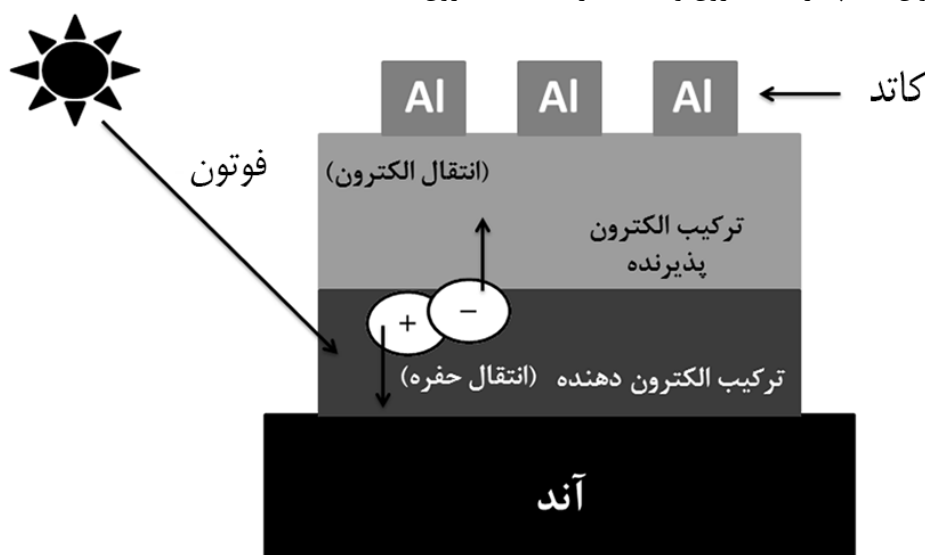 Al Al Al
کاتد
فوتون
(انتقال الکترون)
ترکیب الکترون
پذیرنده
+ −
ترکیب الکترون دهنده (انتقال حفره)
آند